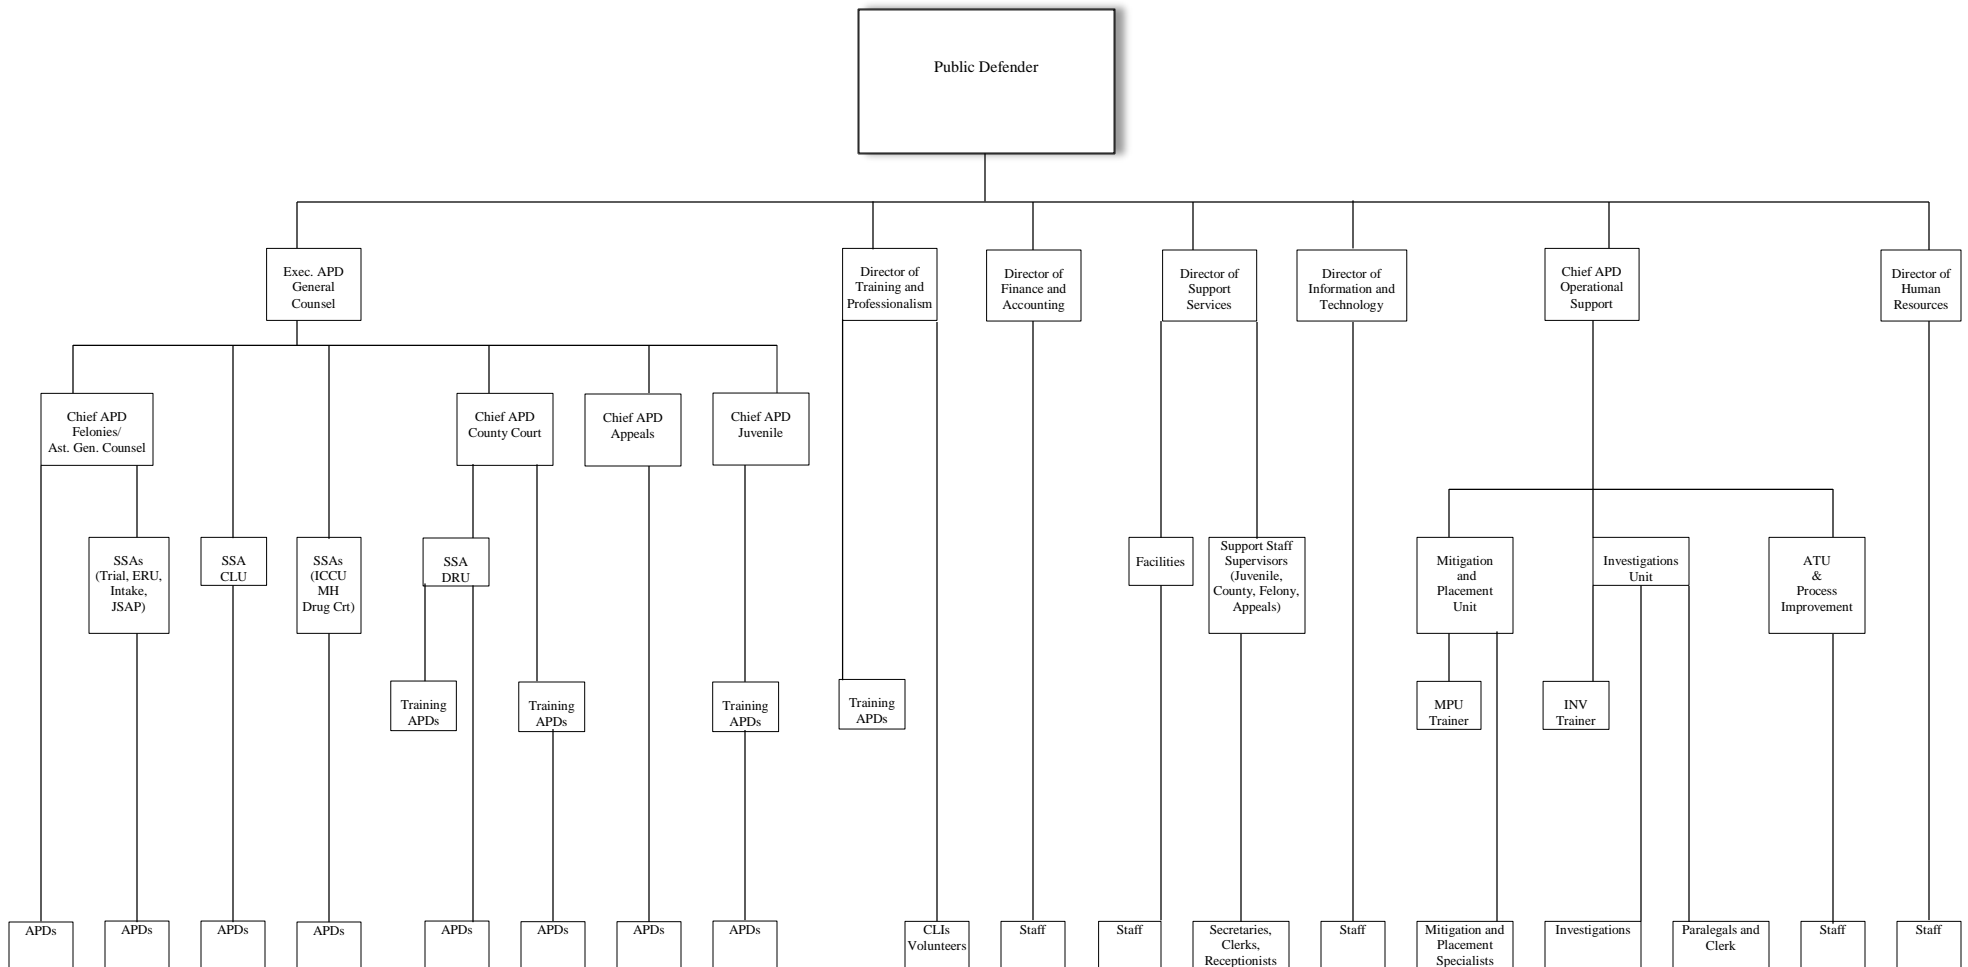 Public Defender
Exec. APD
General
Counsel
Director of
Training and
Professionalism
Director of
Finance and
Accounting
Director of
Support
Services
Director of
Information and
Technology
Chief APD
Operational
Support
Director of
Human
Resources
Chief APD
Felonies/
Ast. Gen. Counsel
Chief APD
County Court
Chief APD
Appeals
Chief APD
Juvenile
SSAs
(Trial, ERU,
Intake,
JSAP)
SSA
CLU
SSAs
(ICCU
MH
Drug Crt)
SSA
DRU
Facilities
Support Staff
Supervisors
(Juvenile,
County, Felony,
Appeals)
Mitigation
and
Placement
Unit
Investigations
Unit
ATU
&
Process
Improvement
Training
APDs
Training
APDs
Training
APDs
Training
APDs
MPU
Trainer
INV
Trainer
APDs
APDs
APDs
APDs
APDs
APDs
APDs
APDs
CLIs
Volunteers
Staff
Staff
Secretaries,
Clerks,
Receptionists
Staff
Mitigation and
Placement
Specialists
Investigations
Paralegals and
Clerk
Staff
Staff